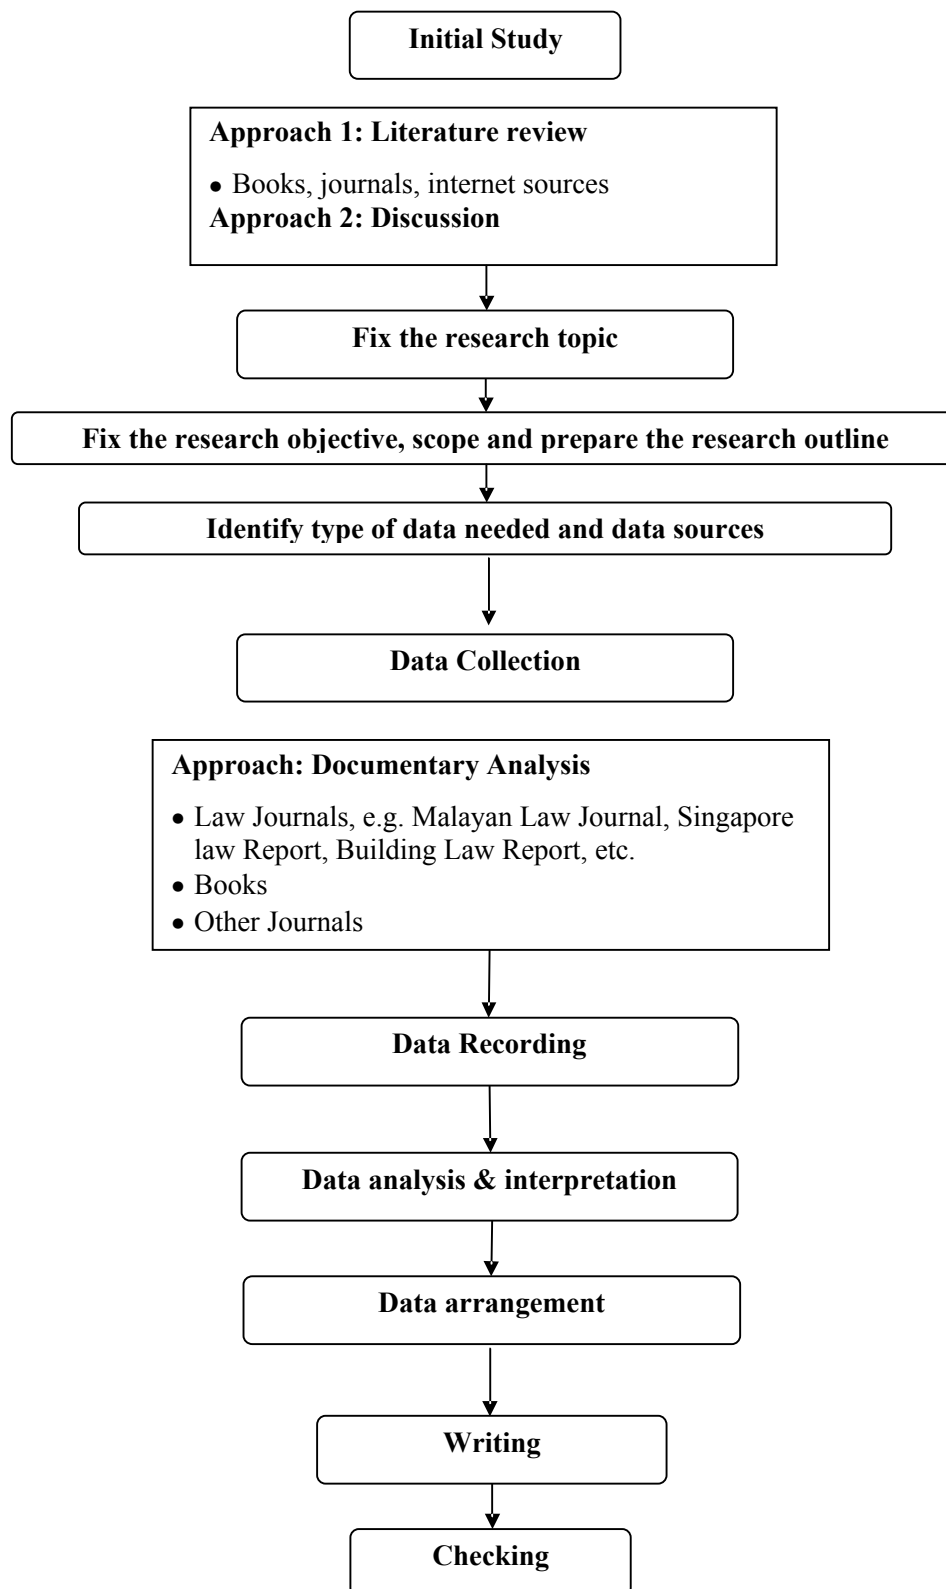 Initial Study
Approach 1: Literature review
• Books, journals, internet sources
Approach 2: Discussion
Fix the research topic
Fix the research objective, scope and prepare the research outline
Identify type of data needed and data sources
Data Collection
Approach: Documentary Analysis
• Law Journals, e.g. Malayan Law Journal, Singapore
law Report, Building Law Report, etc.
• Books
• Other Journals
Data Recording
Data analysis & interpretation
Data arrangement
Writing
Checking